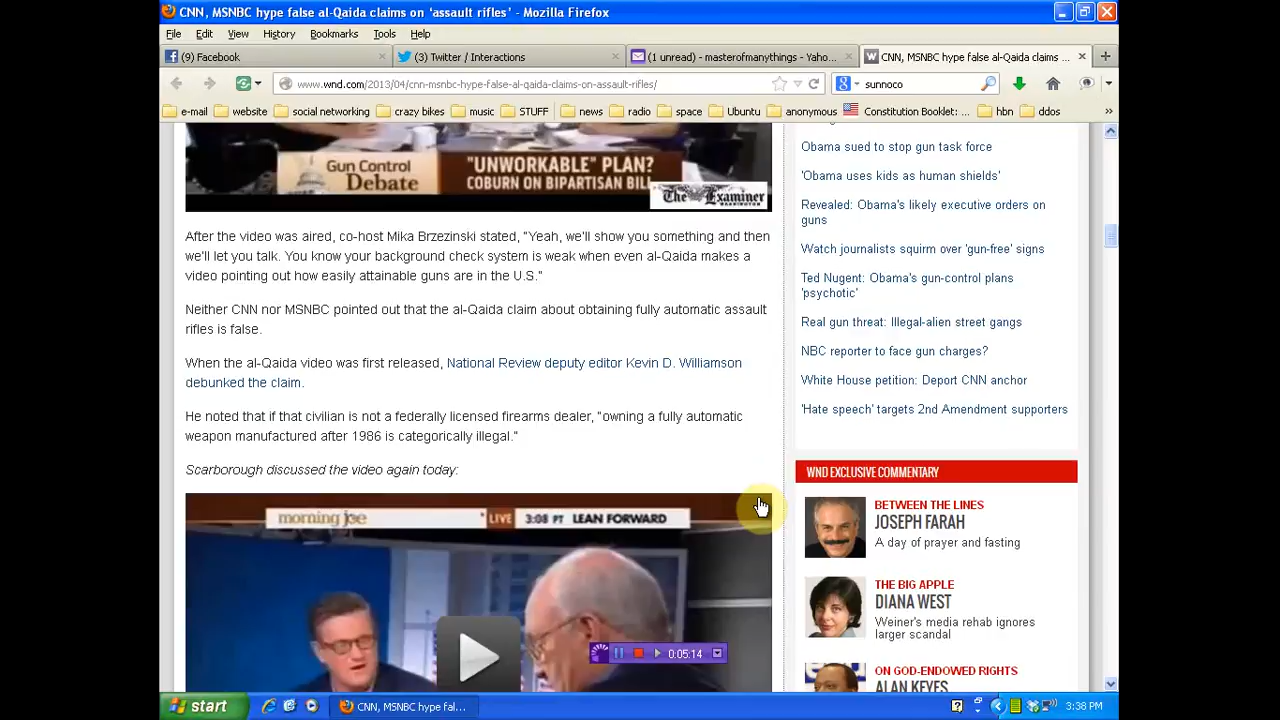 CNN, MSNBC hype false al-Qaida claims on 'assault rifles' - Mozilla Firefox
File Edit View History Bookmarks Tools Help
(9) Facebook
(3) Twitter / Interactions
(1 unread) - masterofmanythings - Yaho...
CNN, MSNBC hype false al-Qaida claims ...
www.wnd.com/2013/04/cnn-msnbc-hype-false-al-qaida-claims-on-assault-rifles/
sunnoco
e-mail website social networking crazy bikes music STUFF news radio space Ubuntu anonymous Constitution Booklet:... hbn ddos
Gun Control
Debate
"UNWORKABLE" PLAN?
COBURN ON BIPARTISAN BILL
The Examiner
WASHINGTON
After the video was aired, co-host Mika Brzezinski stated, "Yeah, we'll show you something and then
we'll let you talk. You know your background check system is weak when even al-Qaida makes a
video pointing out how easily attainable guns are in the U.S."
Neither CNN nor MSNBC pointed out that the al-Qaida claim about obtaining fully automatic assault
rifles is false.
When the al-Qaida video was first released, National Review deputy editor Kevin D. Williamson
debunked the claim.
He noted that if that civilian is not a federally licensed firearms dealer, "owning a fully automatic
weapon manufactured after 1986 is categorically illegal."
Scarborough discussed the video again today:
morning joe
LIVE 3:08 PT LEAN FORWARD
0:05:14
Obama sued to stop gun task force
'Obama uses kids as human shields'
Revealed: Obama's likely executive orders on
guns
Watch journalists squirm over 'gun-free' signs
Ted Nugent: Obama's gun-control plans
'psychotic'
Real gun threat: Illegal-alien street gangs
NBC reporter to face gun charges?
White House petition: Deport CNN anchor
'Hate speech' targets 2nd Amendment supporters
WND EXCLUSIVE COMMENTARY
BETWEEN THE LINES
JOSEPH FARAH
A day of prayer and fasting
THE BIG APPLE
DIANA WEST
Weiner's media rehab ignores
larger scandal
ON GOD-ENDOWED RIGHTS
ALAN KEYES
start
CNN, MSNBC hype fal...
3:38 PM